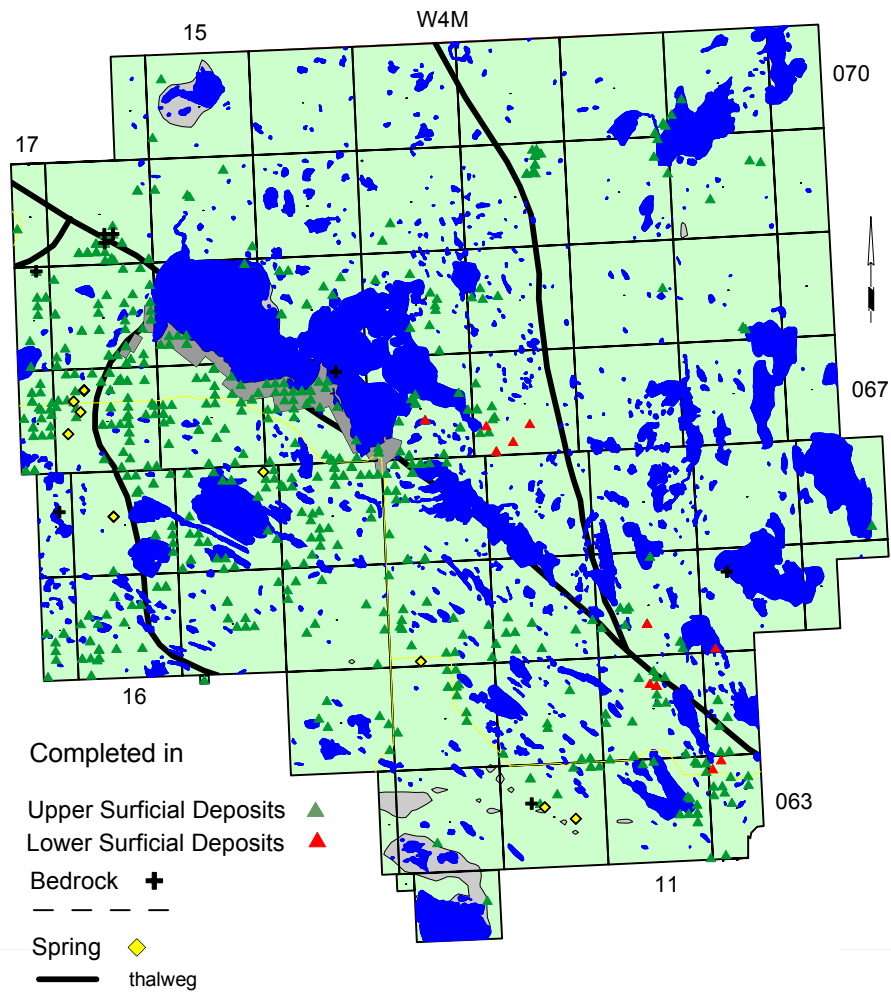 W4M
15
070
17
067
16
Completed in
063
Upper Surficial Deposits
Lower Surficial Deposits
Bedrock
11
Spring
thalweg